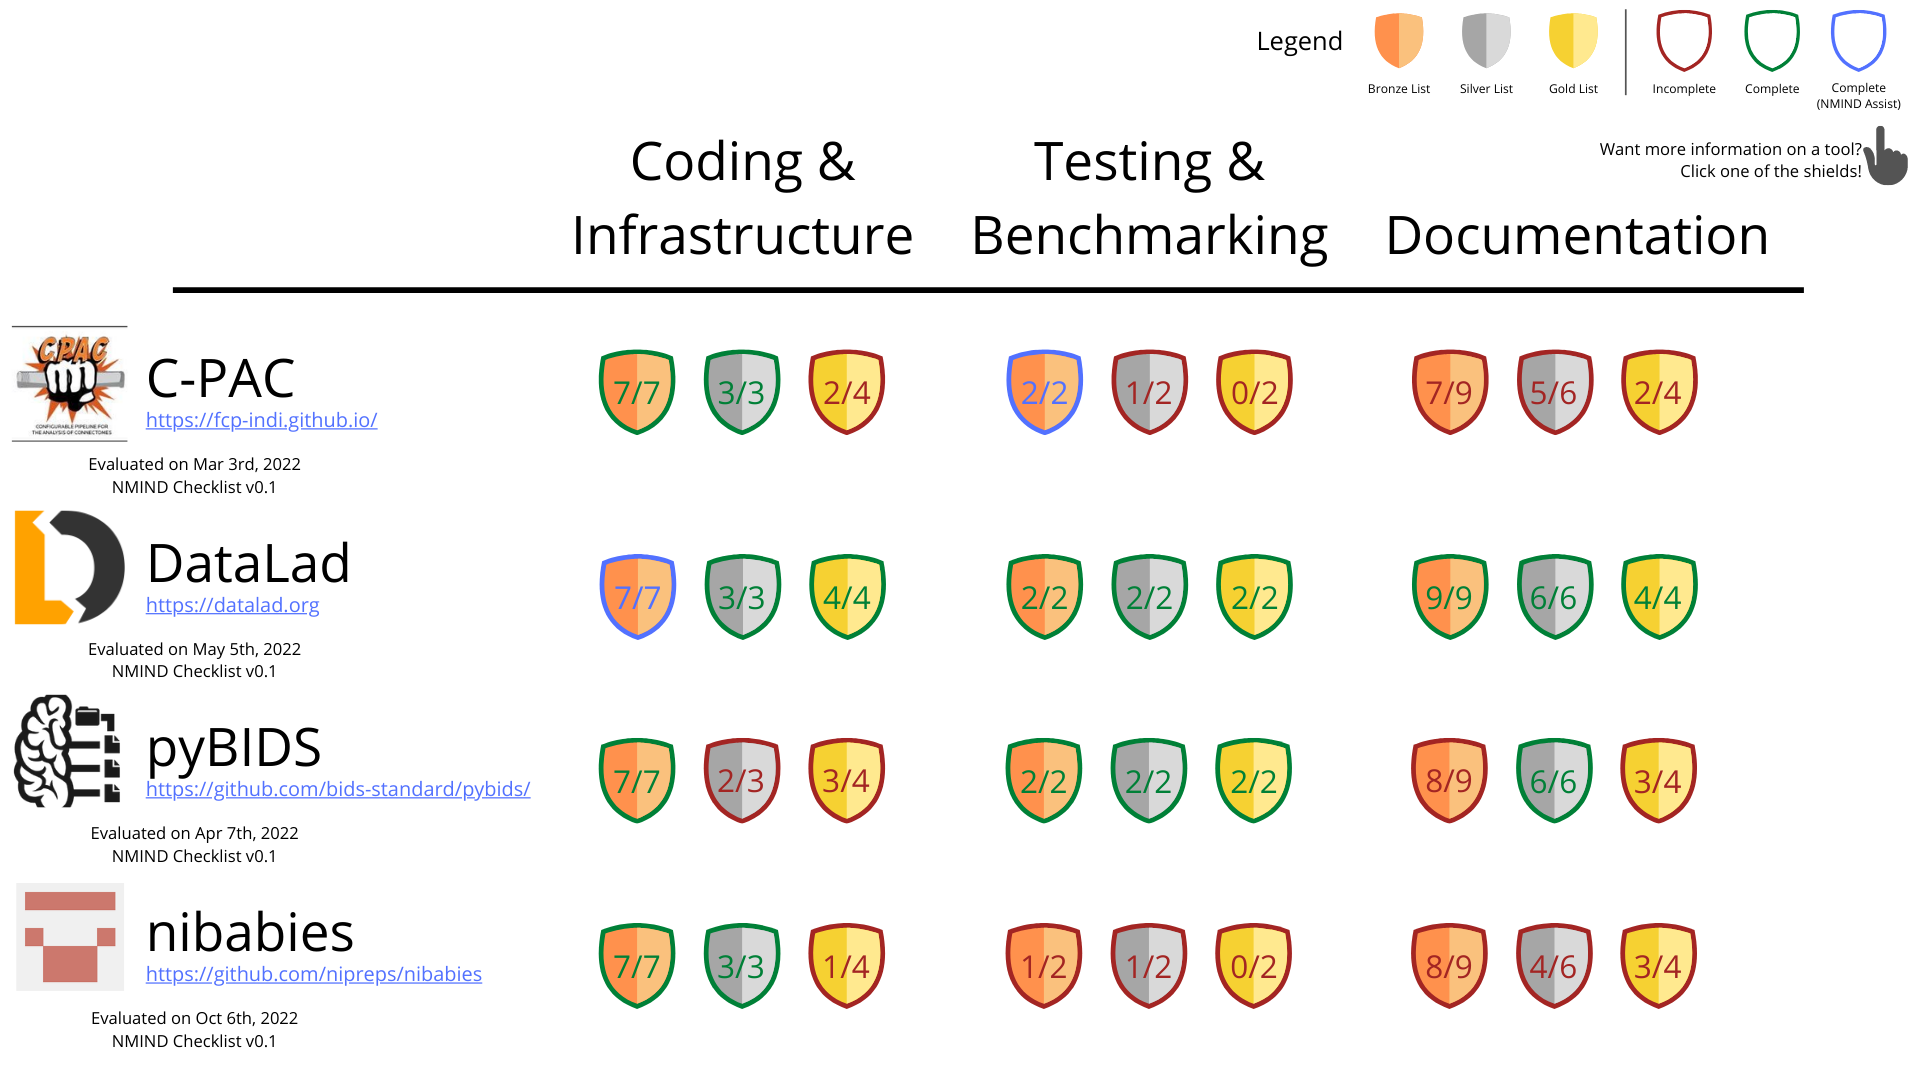 Legend
Bronze List
Silver List
Gold List
Incomplete
Complete
Complete
(NMIND Assist)
Want more information on a tool?
Click one of the shields!
Coding &
Infrastructure
Testing &
Benchmarking
Documentation
CPAC
CONFIGURABLE PIPELINE FOR
THE ANALYSIS OF CONNECTOMES
C-PAC
https://fcp-indi.github.io/
Evaluated on Mar 3rd, 2022
NMIND Checklist v0.1
7/7 3/3 2/4 2/2 1/2 0/2 7/9 5/6 2/4
DataLad
https://datalad.org
Evaluated on May 5th, 2022
NMIND Checklist v0.1
7/7 3/3 4/4 2/2 2/2 2/2 9/9 6/6 4/4
pyBIDS
https://github.com/bids-standard/pybids/
Evaluated on Apr 7th, 2022
NMIND Checklist v0.1
7/7 2/3 3/4 2/2 2/2 2/2 8/9 6/6 3/4
nibabies
https://github.com/nipreps/nibabies
Evaluated on Oct 6th, 2022
NMIND Checklist v0.1
7/7 3/3 1/4 1/2 1/2 0/2 8/9 4/6 3/4